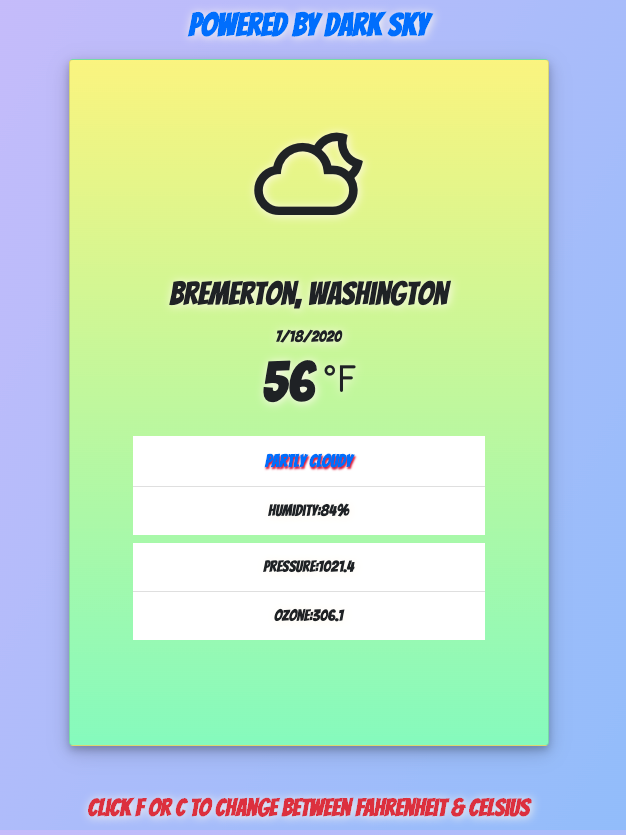 POWERED BY DARK SKY
BREMERTON, WASHINGTON
7/18/2020
56 °F
PARTLY CLOUDY
HUMIDITY:84%
PRESSURE:1021.4
OZONE:306.1
CLICK F OR C TO CHANGE BETWEEN FAHRENHEIT & CELSIUS